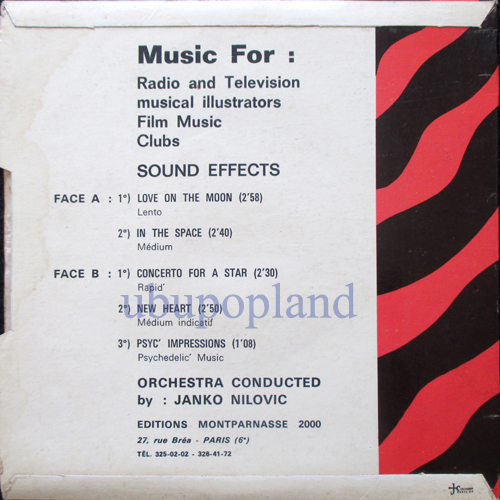 Music For :
Radio and Television
musical illustrators
Film Music
Clubs
SOUND EFFECTS
FACE A : 1°) LOVE ON THE MOON (2'58)
Lento
2°) IN THE SPACE (2'40)
Médium
FACE B : 1°) CONCERTO FOR A STAR (2'30)
Rapid'
ubupopland
2°) NEW HEART (2'50)
Médium indicatif
3°) PSYC' IMPRESSIONS (1'08)
Psychedelic' Music
ORCHESTRA CONDUCTED
by : JANKO NILOVIC
EDITIONS MONTPARNASSE 2000
27, rue Bréa - PARIS (6e)
TÉL. 325-02-02 - 326-41-72